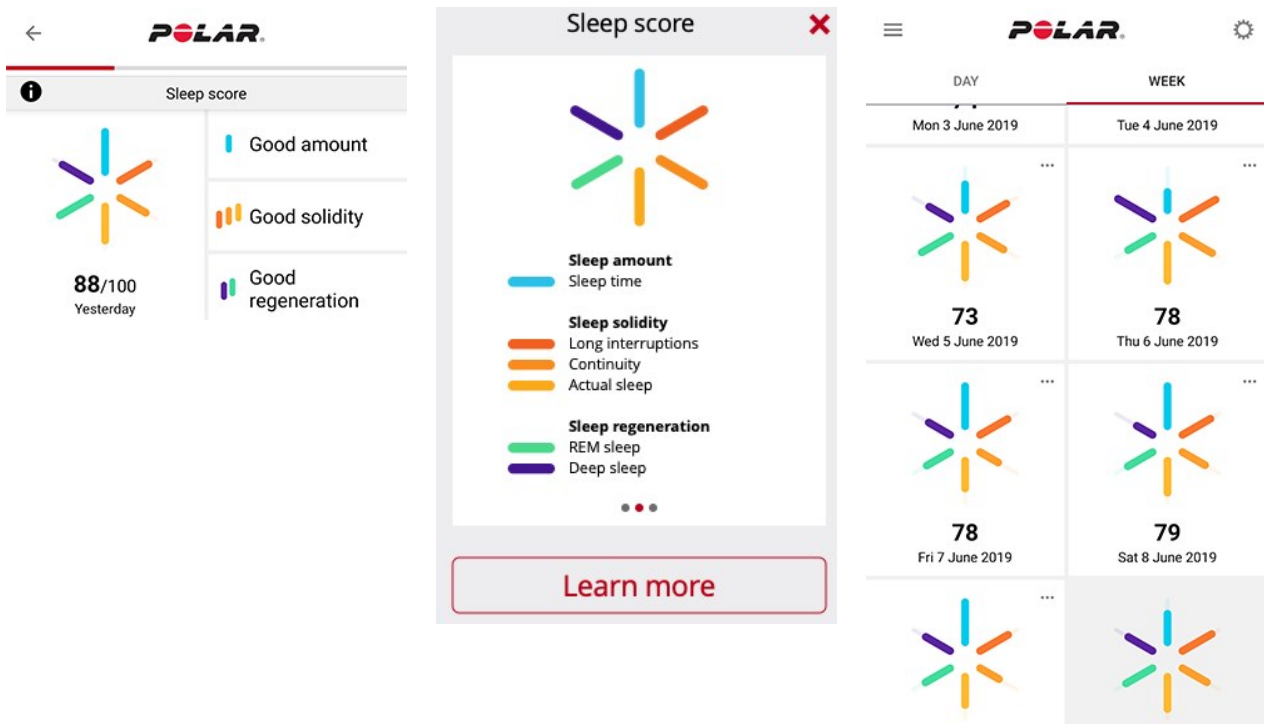 POLAR.
Sleep score
Good amount
Good solidity
Good
regeneration
88/100
Yesterday
Sleep score
Sleep amount
Sleep time
Sleep solidity
Long interruptions
Continuity
Actual sleep
Sleep regeneration
REM sleep
Deep sleep
Learn more
POLAR.
DAY
WEEK
Mon 3 June 2019
Tue 4 June 2019
73
Wed 5 June 2019
78
Thu 6 June 2019
78
Fri 7 June 2019
79
Sat 8 June 2019